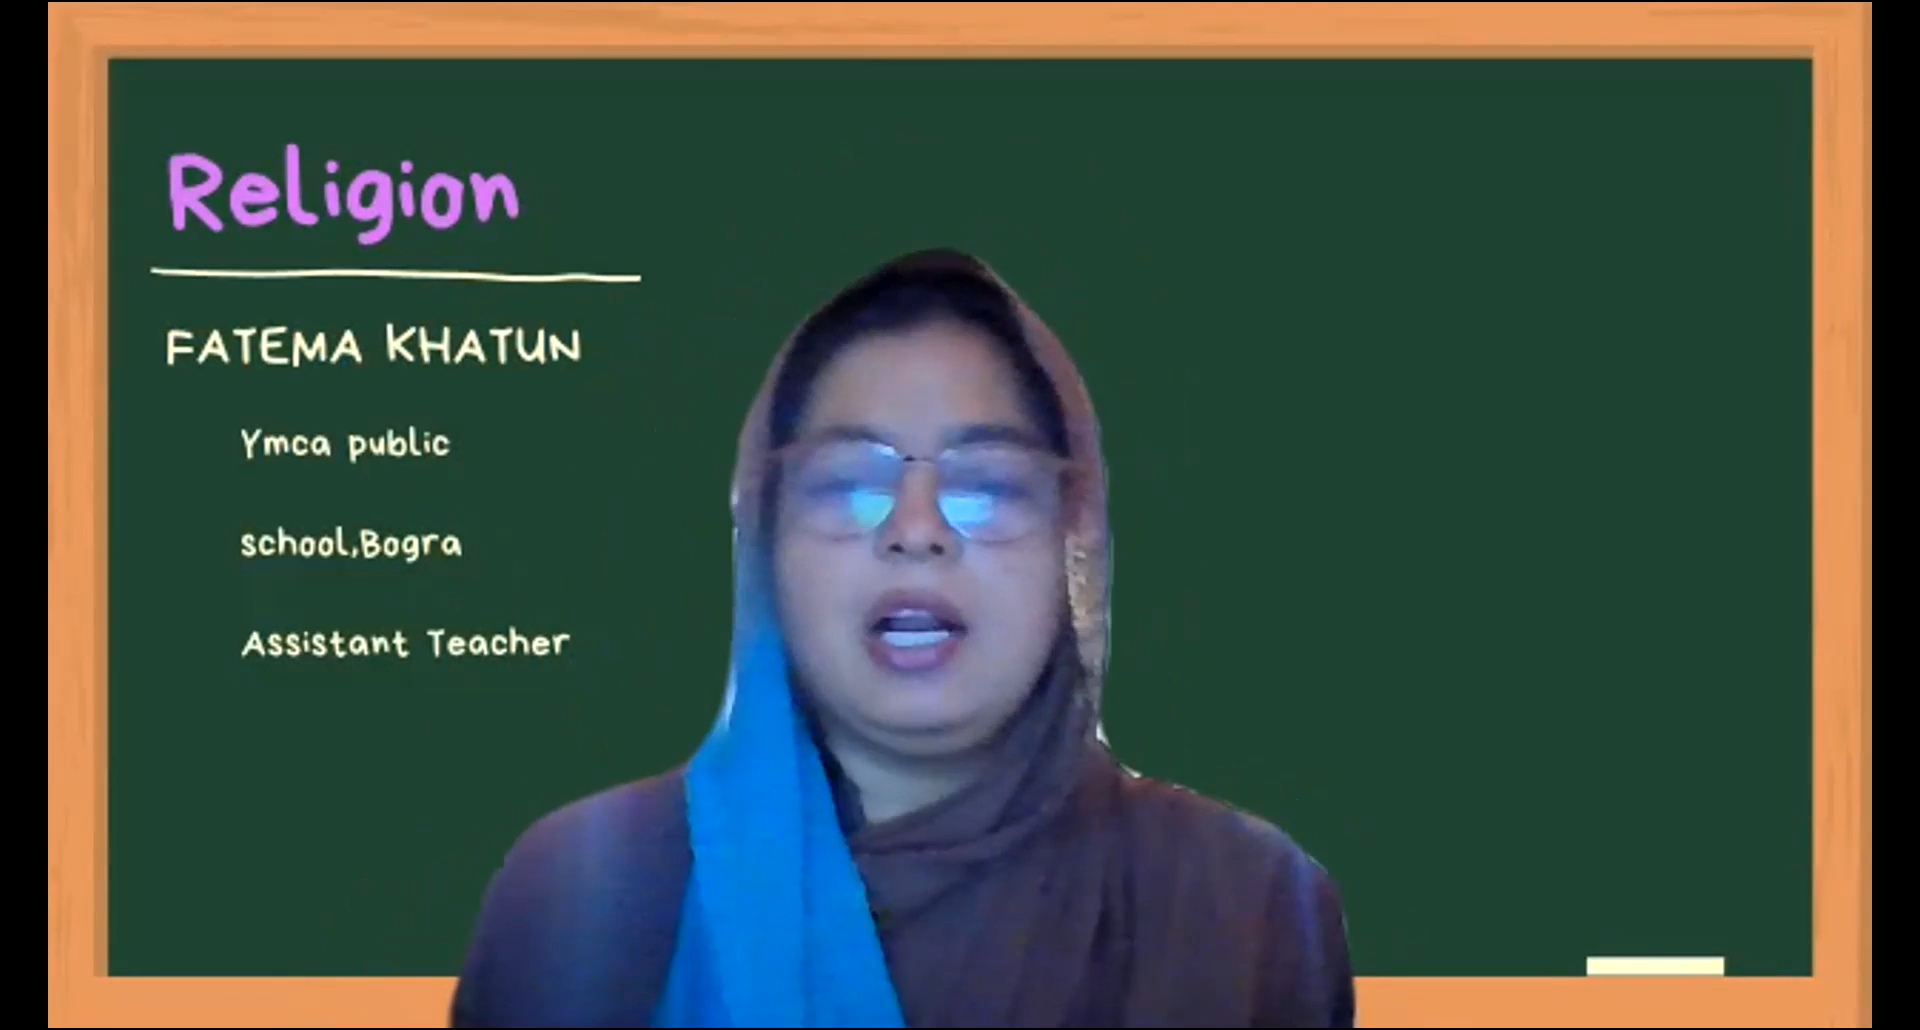 Religion
FATEMA KHATUN
Ymca public
school,Bogra
Assistant Teacher